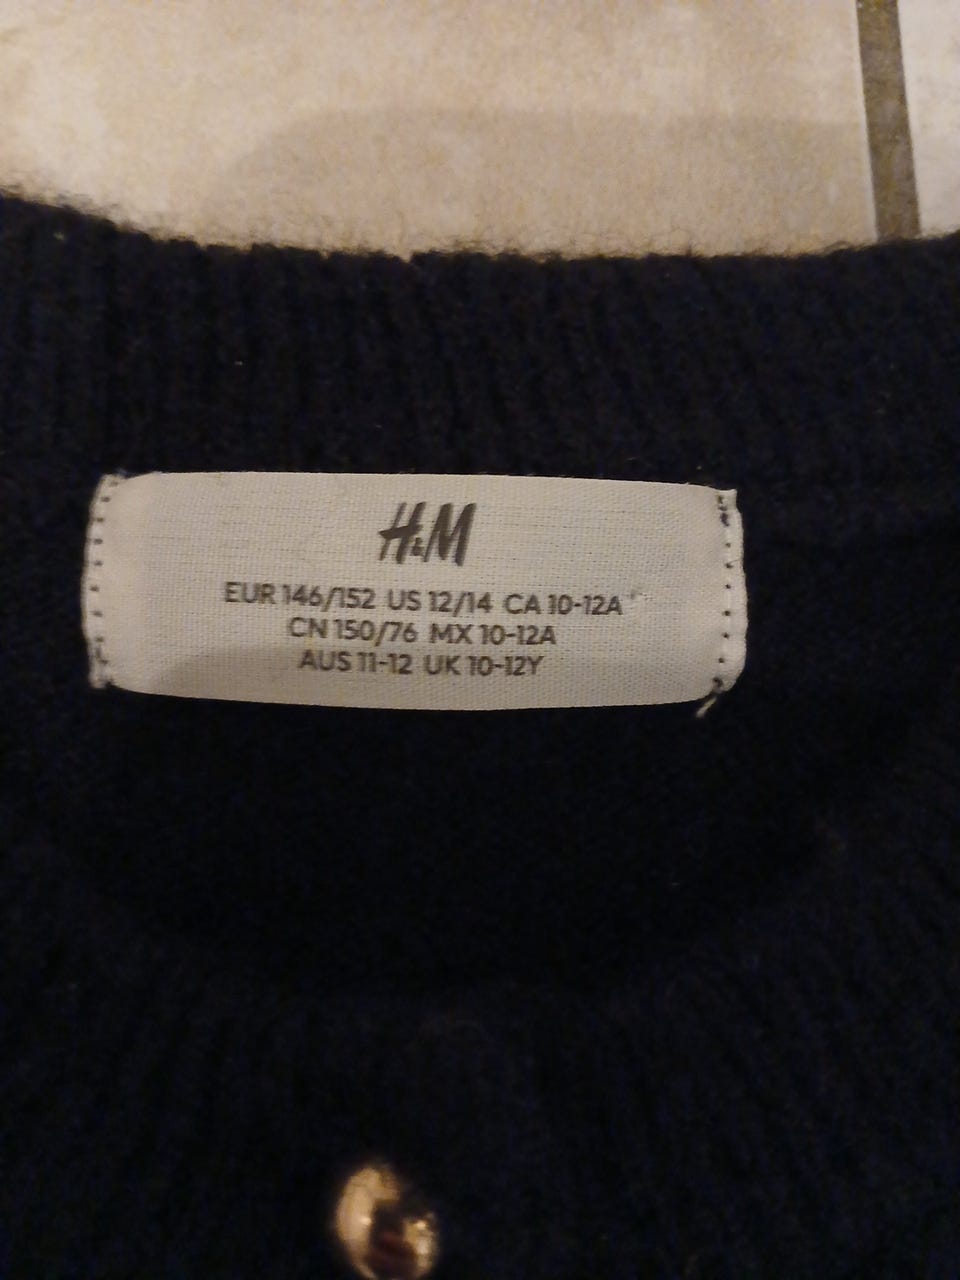 H&M
EUR 146/152 US 12/14 CA 10-12A
CN 150/76 MX 10-12A
AUS 11-12 UK 10-12Y